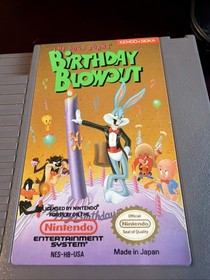 THE BUGS BUNNY
BIRTHDAY
BLOWOUT
LICENSED BY NINTENDO
FOR PLAY ON THE
Nintendo
ENTERTAINMENT
SYSTEM
NES-HB-USA
Birthday
Official
Nintendo
Seal of Quality
Made in Japan